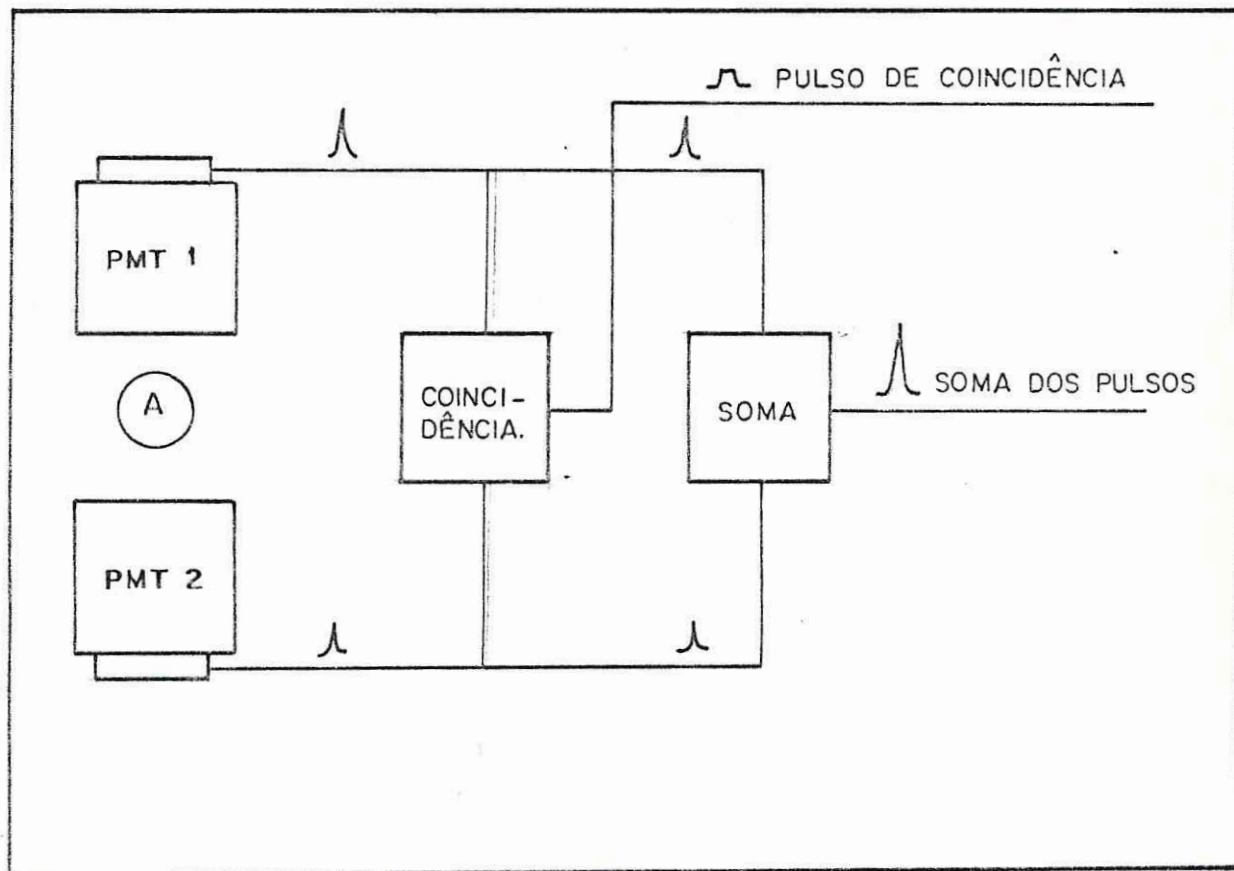 PULSO DE COINCIDÊNCIA
PMT 1
A
COINCI-
DÊNCIA.
SOMA
SOMA DOS PULSOS
PMT 2